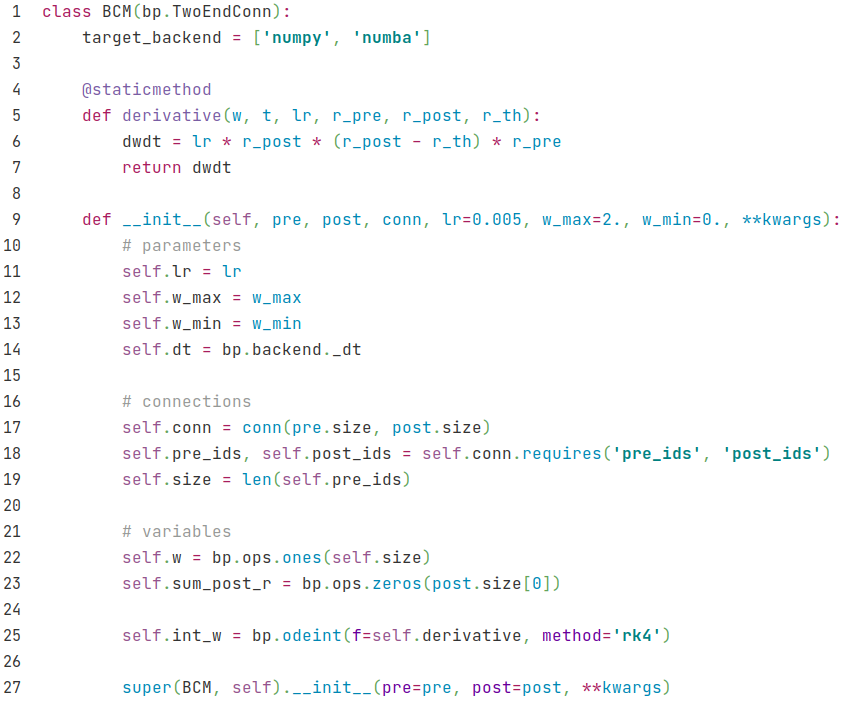 1 class BCM(bp.TwoEndConn):
2     target_backend = ['numpy', 'numba']
3
4     @staticmethod
5     def derivative(w, t, lr, r_pre, r_post, r_th):
6         dwdt = lr * r_post * (r_post - r_th) * r_pre
7         return dwdt
8
9     def __init__(self, pre, post, conn, lr=0.005, w_max=2., w_min=0., **kwargs):
10         # parameters
11         self.lr = lr
12         self.w_max = w_max
13         self.w_min = w_min
14         self.dt = bp.backend._dt
15
16         # connections
17         self.conn = conn(pre.size, post.size)
18         self.pre_ids, self.post_ids = self.conn.requires('pre_ids', 'post_ids')
19         self.size = len(self.pre_ids)
20
21         # variables
22         self.w = bp.ops.ones(self.size)
23         self.sum_post_r = bp.ops.zeros(post.size[0])
24
25         self.int_w = bp.odeint(f=self.derivative, method='rk4')
26
27         super(BCM, self).__init__(pre=pre, post=post, **kwargs)